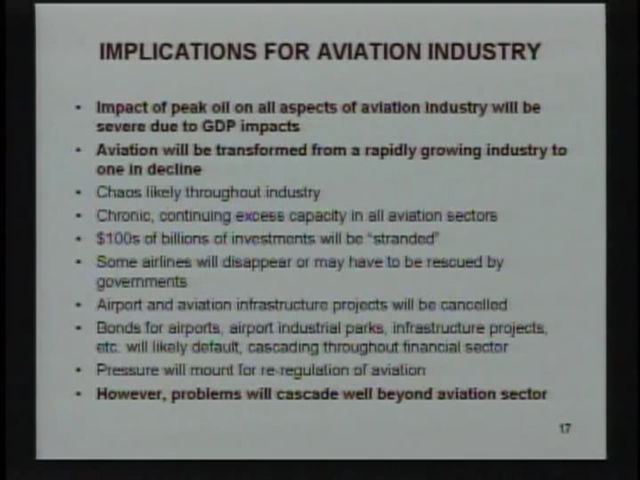 IMPLICATIONS FOR AVIATION INDUSTRY
• Impact of peak oil on all aspects of aviation industry will be
severe due to GDP impacts
• Aviation will be transformed from a rapidly growing industry to
one in decline
• Chaos likely throughout industry
• Chronic, continuing excess capacity in all aviation sectors
• $100s of billions of investments will be "stranded"
• Some airlines will disappear or may have to be rescued by
governments
• Airport and aviation infrastructure projects will be cancelled
• Bonds for airports, airport industrial parks, infrastructure projects,
etc. will likely default, cascading throughout financial sector
• Pressure will mount for re-regulation of aviation
• However, problems will cascade well beyond aviation sector
17